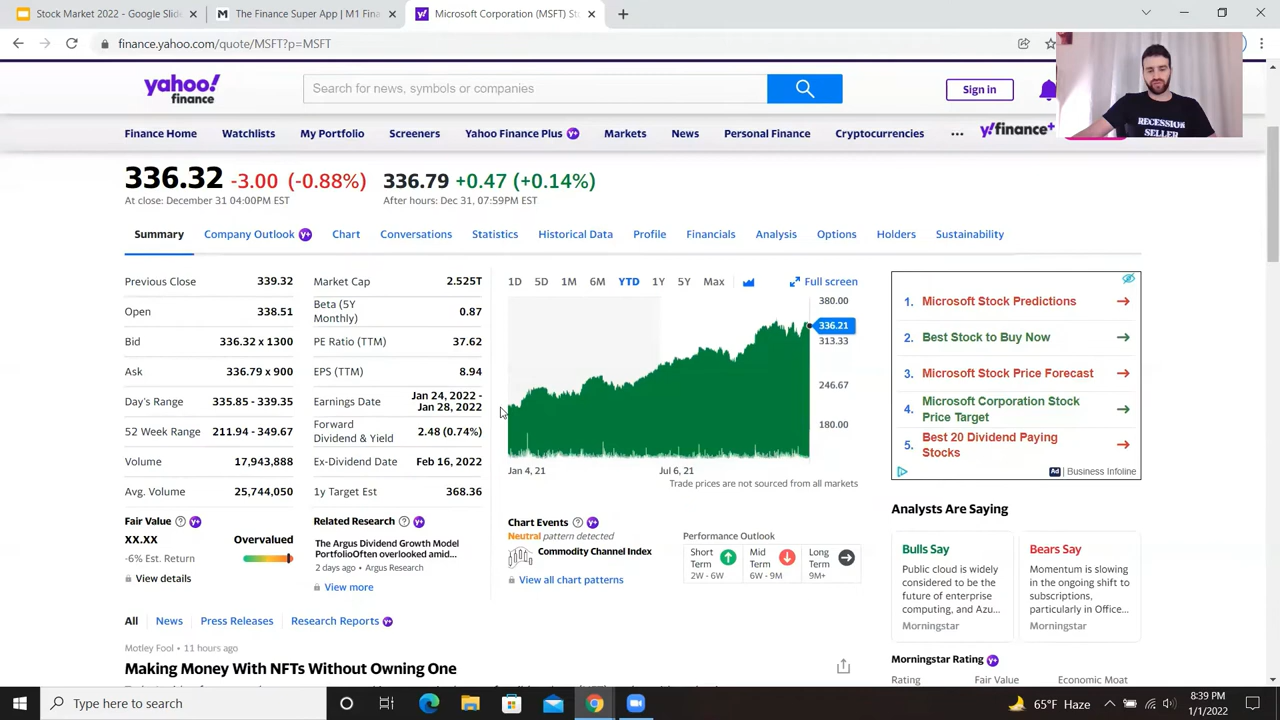 Stock Market 2022 - Google Slid
The Finance Super App | M1 Fina
Microsoft Corporation (MSFT) St
finance.yahoo.com/quote/MSFT?p=MSFT
yahoo!
finance
Search for news, symbols or companies
Sign in
RECESSION
SELLER
Finance Home
Watchlists
My Portfolio
Screeners
Yahoo Finance Plus Y+
Markets
News
Personal Finance
Cryptocurrencies
...
y!finance+
336.32 -3.00 (-0.88%)
336.79 +0.47 (+0.14%)
At close: December 31 04:00PM EST
After hours: Dec 31, 07:59PM EST
Summary
Company Outlook Y+
Chart
Conversations
Statistics
Historical Data
Profile
Financials
Analysis
Options
Holders
Sustainability
Previous Close 339.32
Open 338.51
Bid 336.32 x 1300
Ask 336.79 x 900
Day's Range 335.85 - 339.35
52 Week Range 211.94 - 349.67
Volume 17,943,888
Avg. Volume 25,744,050
Market Cap 2.525T
Beta (5Y
Monthly) 0.87
PE Ratio (TTM) 37.62
EPS (TTM) 8.94
Earnings Date Jan 24, 2022 -
Jan 28, 2022
Forward
Dividend & Yield 2.48 (0.74%)
Ex-Dividend Date Feb 16, 2022
1y Target Est 368.36
1D 5D 1M 6M YTD 1Y 5Y Max
Full screen
380.00
336.21
313.33
246.67
180.00
Jan 4, 21
Jul 6, 21
Trade prices are not sourced from all markets
1. Microsoft Stock Predictions
2. Best Stock to Buy Now
3. Microsoft Stock Price Forecast
4. Microsoft Corporation Stock
Price Target
5. Best 20 Dividend Paying
Stocks
Ad | Business Infoline
Fair Value ? Y+
XX.XX Overvalued
-6% Est. Return
View details
Related Research ? Y+
The Argus Dividend Growth Model
PortfolioOften overlooked amid...
2 days ago • Argus Research
View more
Chart Events ? Y+
Neutral pattern detected
Commodity Channel Index
View all chart patterns
Performance Outlook
Short
Term
2W - 6W
Mid
Term
6W - 9M
Long
Term
9M+
Analysts Are Saying
Bulls Say
Public cloud is widely
considered to be the
future of enterprise
computing, and Azu...
Morningstar
Bears Say
Momentum is slowing
in the ongoing shift to
subscriptions,
particularly in Office...
Morningstar
Morningstar Rating Y+
Rating
Fair Value
Economic Moat
All
News
Press Releases
Research Reports Y+
Motley Fool • 11 hours ago
Making Money With NFTs Without Owning One
Type here to search
65°F Haze
8:39 PM
1/1/2022